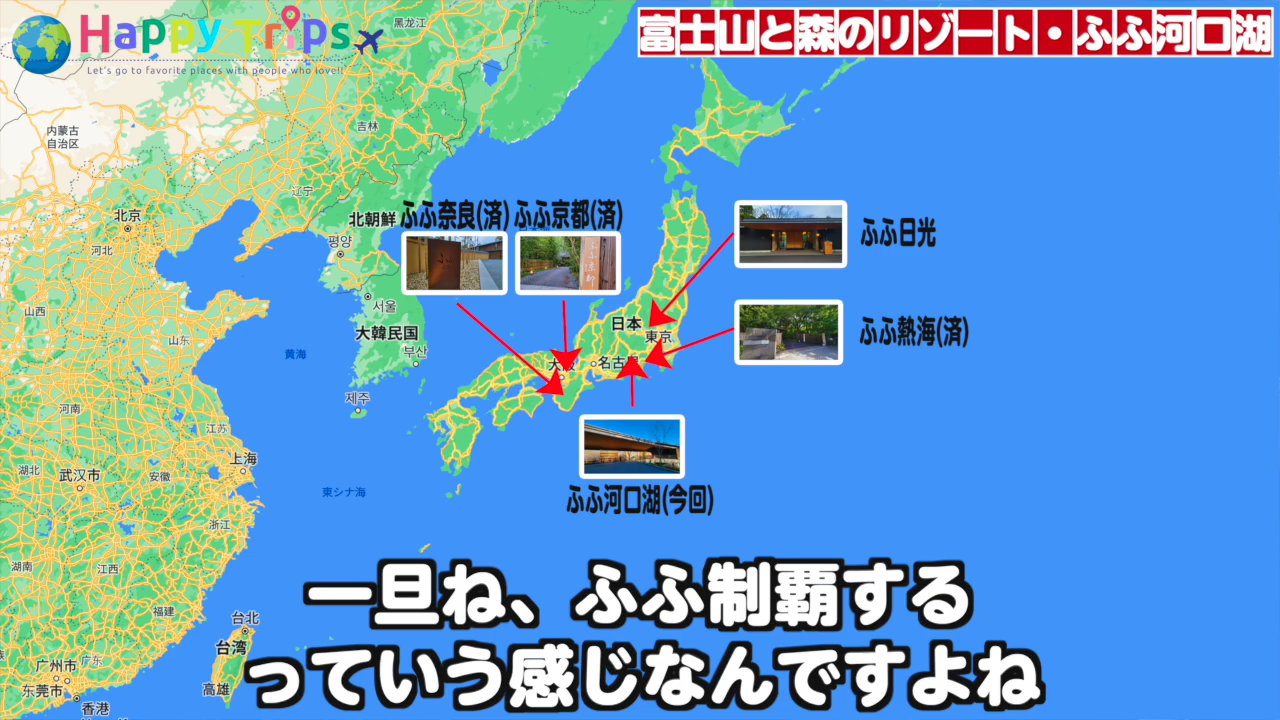 Happy Trips
Let's go to favorite places with people who love!!
富士山と森のリゾート・ふふ河口湖
黑龙江
内蒙古
自治区
吉林
辽宁
北京
河北
北朝鮮
평양
ふふ奈良(済)
ふふ京都(済)
ふふ日光
서울
大韓民国
부산
제주
山西
山东
黄海
日本
東京
名古屋
大阪
ふふ熱海(済)
河南
江苏
上海
湖北
武汉市
安徽
東シナ海
浙江
ふふ河口湖(今回)
湖南
江西
福建
台北
台湾
高雄
广州市
广东
东莞市
香港
一旦ね、ふふ制覇する
っていう感じなんですよね